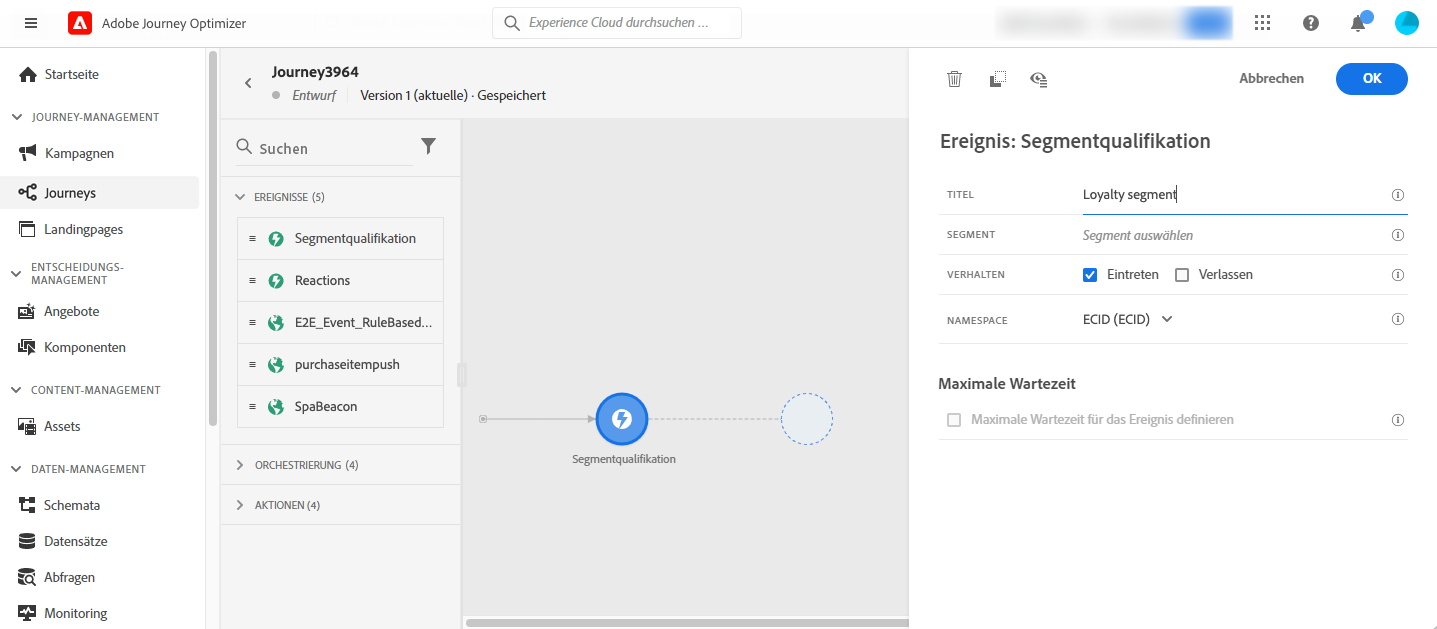 Adobe Journey Optimizer
Experience Cloud durchsuchen ...
Startseite
JOURNEY-MANAGEMENT
Kampagnen
Journeys
Landingpages
ENTSCHEIDUNGS-
MANAGEMENT
Angebote
Komponenten
CONTENT-MANAGEMENT
Assets
DATEN-MANAGEMENT
Schemata
Datensätze
Abfragen
Monitoring
Journey3964
Entwurf Version 1 (aktuelle) · Gespeichert
Suchen
EREIGNISSE (5)
Segmentqualifikation
Reactions
E2E_Event_RuleBased...
purchaseitempush
SpaBeacon
ORCHESTRIERUNG (4)
AKTIONEN (4)
Segmentqualifikation
Abbrechen OK
Ereignis: Segmentqualifikation
TITEL Loyalty segment
SEGMENT Segment auswählen
VERHALTEN Eintreten Verlassen
NAMESPACE ECID (ECID)
Maximale Wartezeit
Maximale Wartezeit für das Ereignis definieren